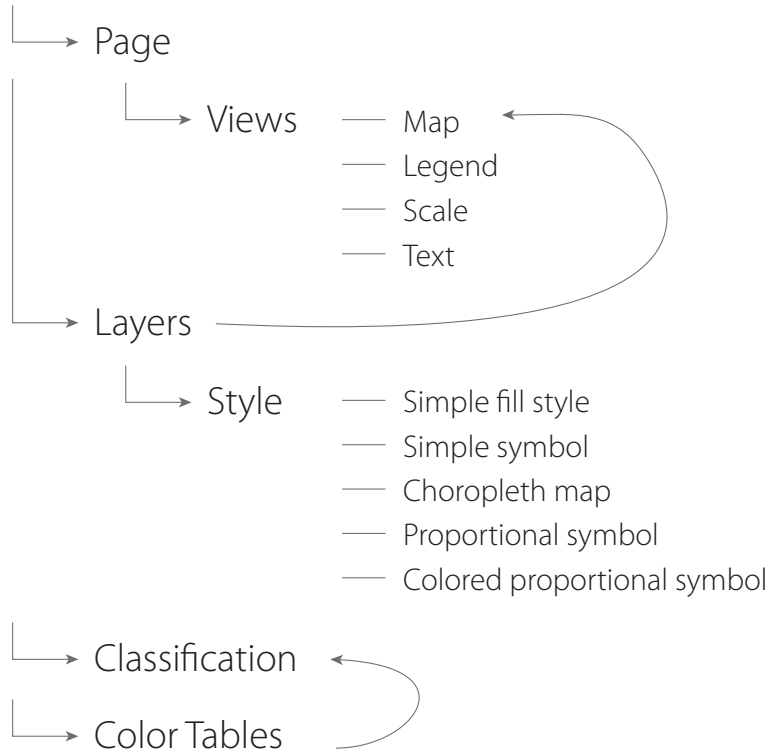 Page
Views
Map
Legend
Scale
Text
Layers
Style
Simple fill style
Simple symbol
Choropleth map
Proportional symbol
Colored proportional symbol
Classification
Color Tables